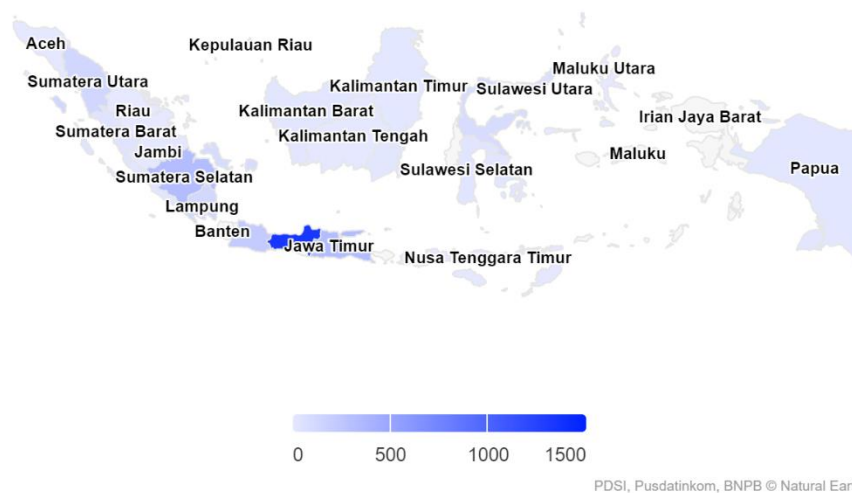 Aceh
Kepulauan Riau
Sumatera Utara
Kalimantan Timur
Maluku Utara
Sulawesi Utara
Riau
Kalimantan Barat
Irian Jaya Barat
Sumatera Barat
Kalimantan Tengah
Jambi
Maluku
Sumatera Selatan
Sulawesi Selatan
Papua
Lampung
Banten
Jawa Timur
Nusa Tenggara Timur
0 500 1000 1500
PDSI, Pusdatinkom, BNPB © Natural Ear